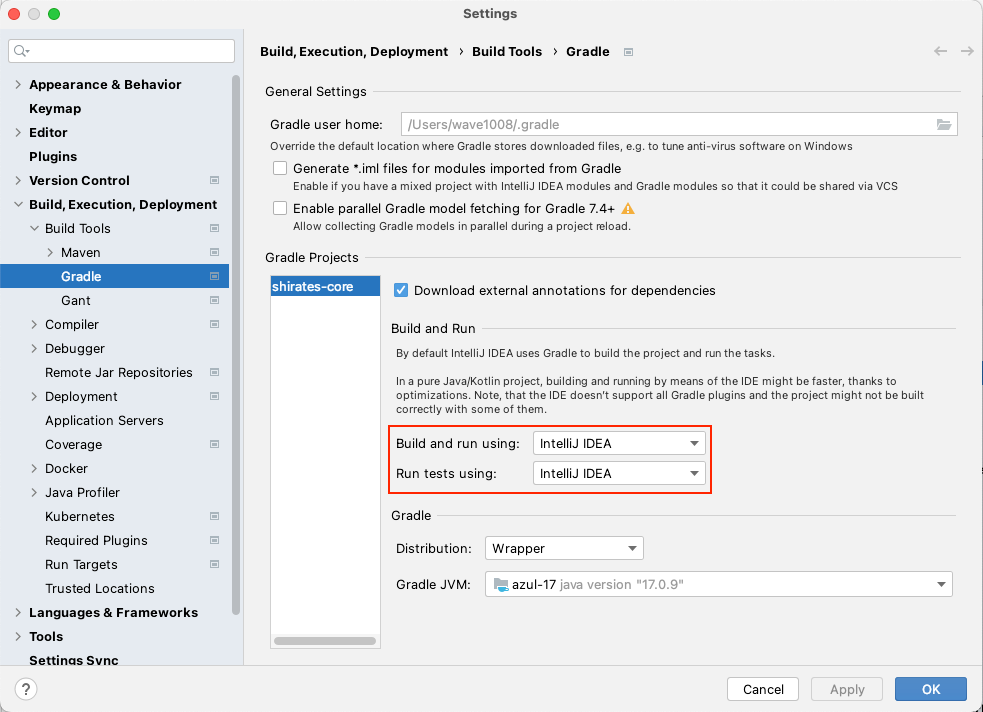 Settings
Appearance & Behavior
Keymap
Editor
Plugins
Version Control
Build, Execution, Deployment
Build Tools
Maven
Gradle
Gant
Compiler
Debugger
Remote Jar Repositories
Deployment
Application Servers
Coverage
Docker
Java Profiler
Kubernetes
Required Plugins
Run Targets
Trusted Locations
Languages & Frameworks
Tools
Settings Sync
Build, Execution, Deployment › Build Tools › Gradle
General Settings
Gradle user home: /Users/wave1008/.gradle
Override the default location where Gradle stores downloaded files, e.g. to tune anti-virus software on Windows
Generate *.iml files for modules imported from Gradle
Enable if you have a mixed project with IntelliJ IDEA modules and Gradle modules so that it could be shared via VCS
Enable parallel Gradle model fetching for Gradle 7.4+
Allow collecting Gradle models in parallel during a project reload.
Gradle Projects
shirates-core
Download external annotations for dependencies
Build and Run
By default IntelliJ IDEA uses Gradle to build the project and run the tasks.
In a pure Java/Kotlin project, building and running by means of the IDE might be faster, thanks to
optimizations. Note, that the IDE doesn't support all Gradle plugins and the project might not be built
correctly with some of them.
Build and run using: IntelliJ IDEA
Run tests using: IntelliJ IDEA
Gradle
Distribution: Wrapper
Gradle JVM: azul-17 java version "17.0.9"
?
Cancel
Apply
OK